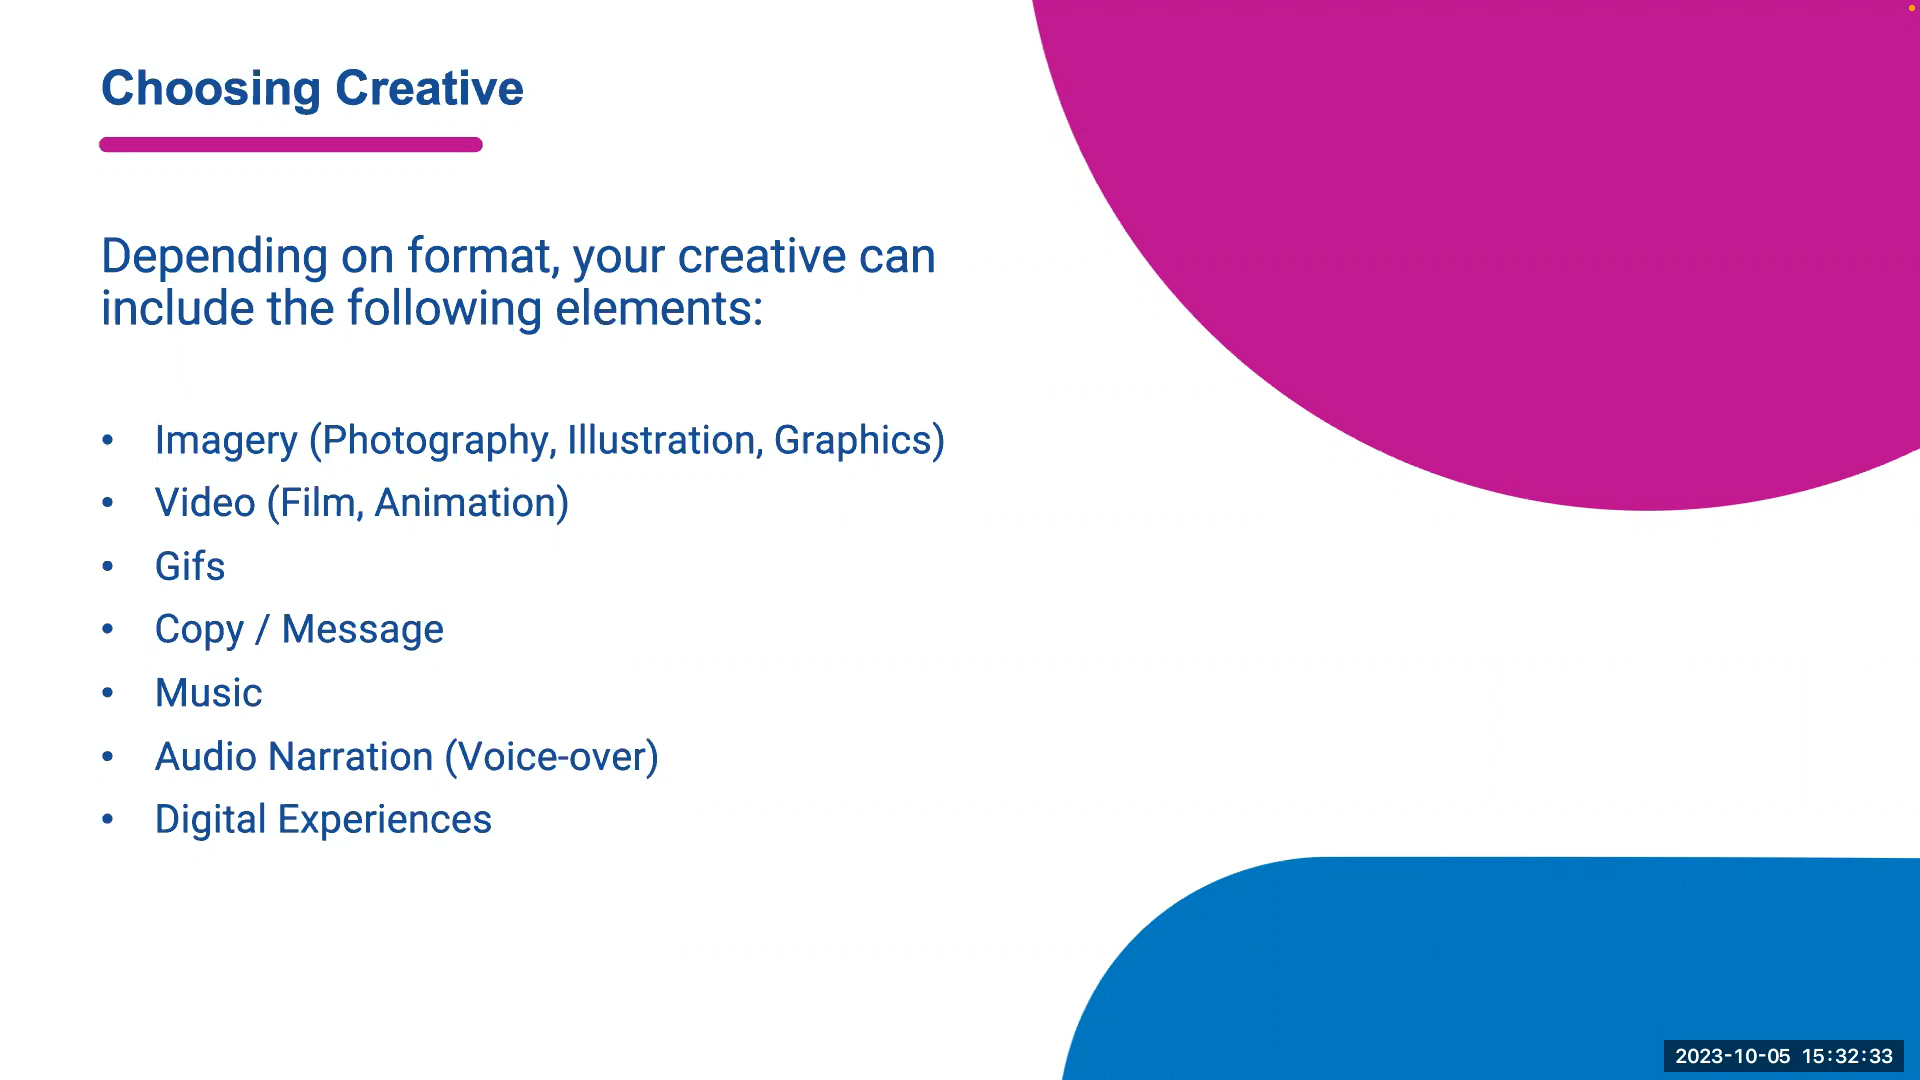 Choosing Creative
Depending on format, your creative can
include the following elements:
• Imagery (Photography, Illustration, Graphics)
• Video (Film, Animation)
• Gifs
• Copy / Message
• Music
• Audio Narration (Voice-over)
• Digital Experiences
2023-10-05 15:32:33